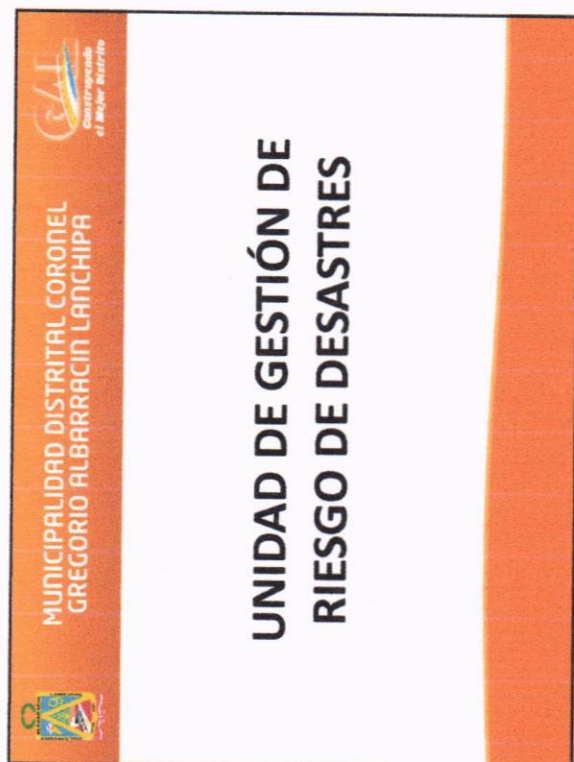 MUNICIPALIDAD DISTRITAL CORONEL
GREGORIO ALBARRACIN LANCHIPA
Construyendo
el Mejor Distrito
UNIDAD DE GESTIÓN DE
RIESGO DE DESASTRES